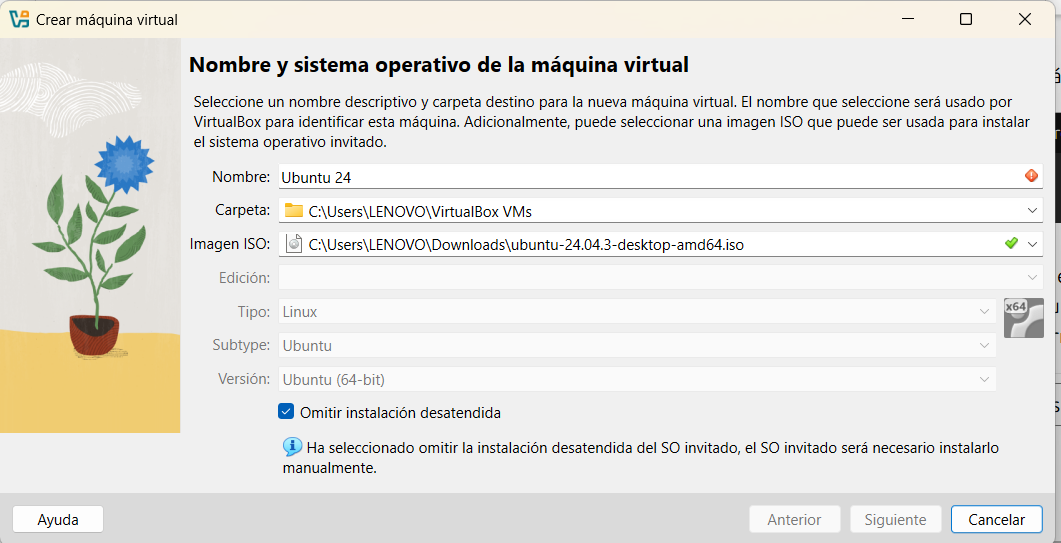 Crear máquina virtual
Nombre y sistema operativo de la máquina virtual
Seleccione un nombre descriptivo y carpeta destino para la nueva máquina virtual. El nombre que seleccione será usado por
VirtualBox para identificar esta máquina. Adicionalmente, puede seleccionar una imagen ISO que puede ser usada para instalar
el sistema operativo invitado.
Nombre: Ubuntu 24
Carpeta: C:\Users\LENOVO\VirtualBox VMs
Imagen ISO: C:\Users\LENOVO\Downloads\ubuntu-24.04.3-desktop-amd64.iso
Edición:
Tipo: Linux
x64
Subtype: Ubuntu
Versión: Ubuntu (64-bit)
Omitir instalación desatendida
Ha seleccionado omitir la instalación desatendida del SO invitado, el SO invitado será necesario instalarlo
manualmente.
Ayuda Anterior Siguiente Cancelar